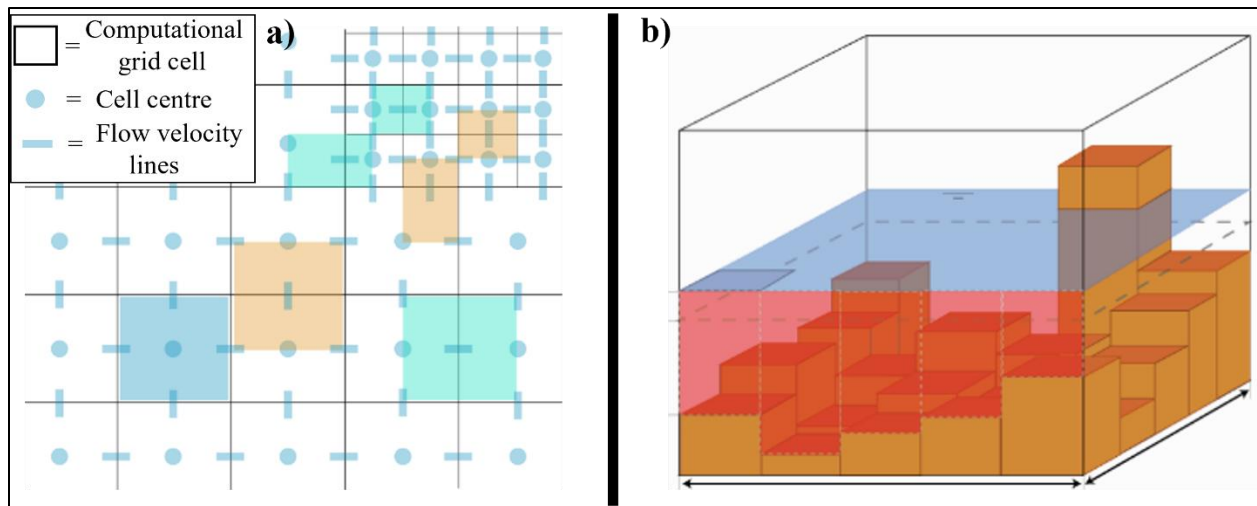 = Computational
grid cell
= Cell centre
= Flow velocity
lines
a)
b)